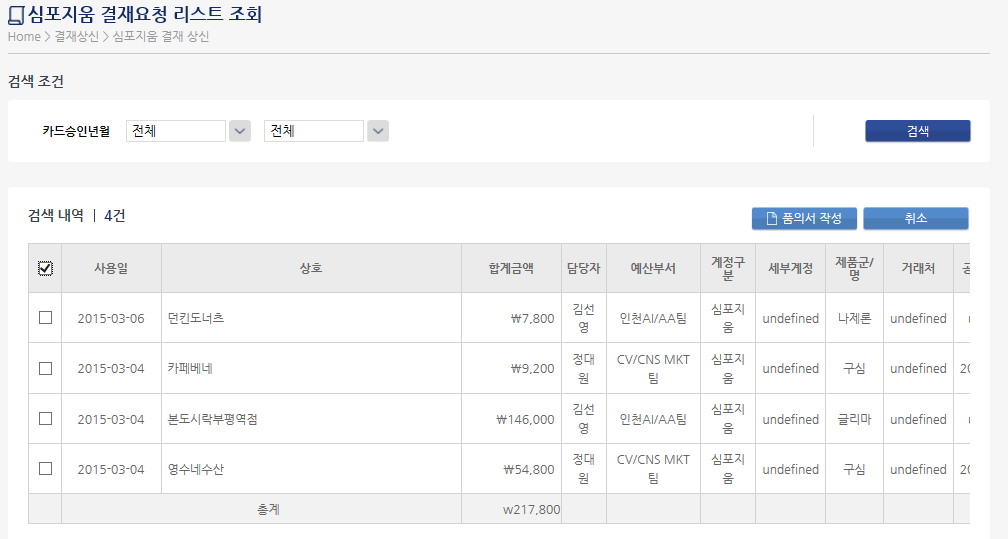 심포지움 결재요청 리스트 조회
Home > 결재상신 > 심포지움 결재 상신
검색 조건
카드승인년월 전체 전체 검색
검색 내역 | 4건 품의서 작성 취소
사용일 상호 합계금액 담당자 예산부서 계정구분 세부계정 제품군/명 거래처
2015-03-06 던킨도너츠 ₩7,800 김선영 인천AI/AA팀 심포지움 undefined 나제론 undefined
2015-03-04 카페베네 ₩9,200 정대원 CV/CNS MKT팀 심포지움 undefined 구심 undefined 20
2015-03-04 본도시락부평역점 ₩146,000 김선영 인천AI/AA팀 심포지움 undefined 글리마 undefined
2015-03-04 영수네수산 ₩54,800 정대원 CV/CNS MKT팀 심포지움 undefined 구심 undefined 20
총계 w217,800